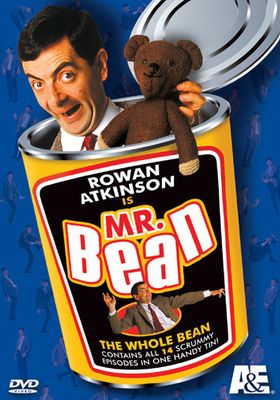 ROWAN
ATKINSON
IS
MR.
Bean
THE WHOLE BEAN
CONTAINS ALL 14 SCRUMMY
EPISODES IN ONE HANDY TIN!
DVD
VIDEO
A&E